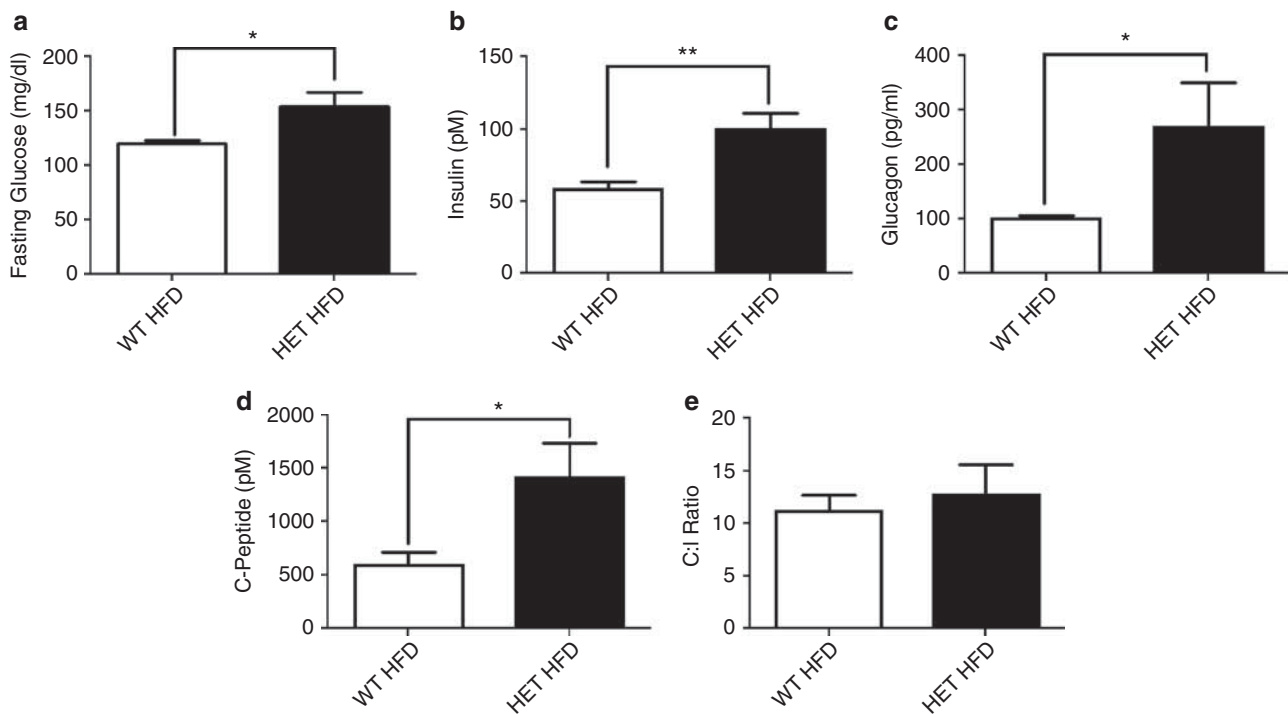 a
Fasting Glucose (mg/dl)
200
150
100
50
0
*
WT HFD
HET HFD
b
Insulin (pM)
150
100
50
0
**
WT HFD
HET HFD
c
Glucagon (pg/ml)
400
300
200
100
0
*
WT HFD
HET HFD
d
C-Peptide (pM)
2000
1500
1000
500
0
*
WT HFD
HET HFD
e
C:I Ratio
20
15
10
5
0
WT HFD
HET HFD